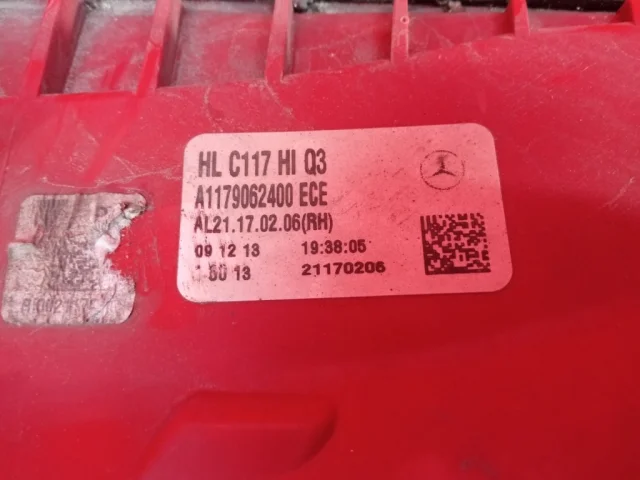 HL C117 HI Q3
A1179062400 ECE
AL21.17.02.06(RH)
09 12 13 19:38:05
50 13 21170206